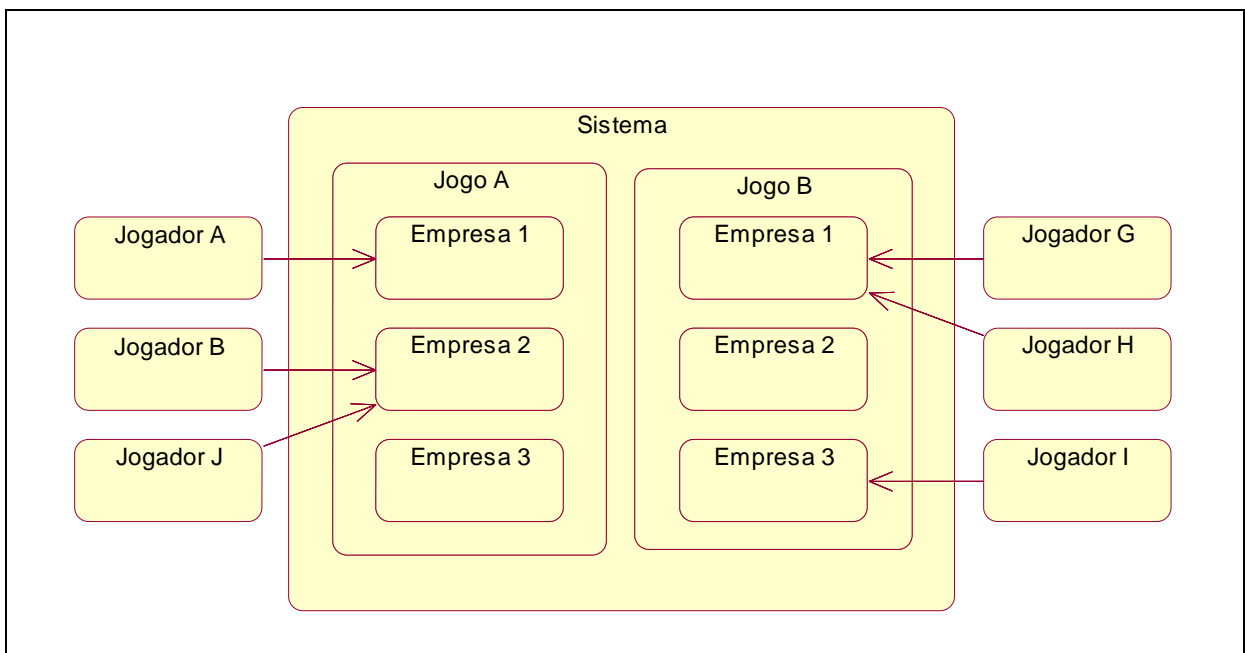 Sistema
Jogo A
Jogo B
Jogador A
Empresa 1
Empresa 1
Jogador G
Jogador B
Empresa 2
Empresa 2
Jogador H
Jogador J
Empresa 3
Empresa 3
Jogador I